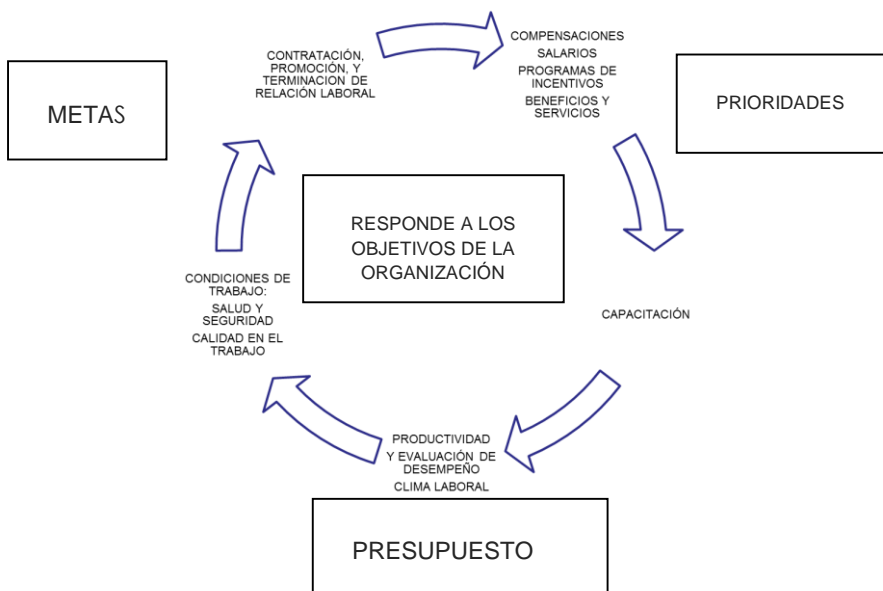 CONTRATACIÓN,
PROMOCIÓN, Y
TERMINACION DE
RELACIÓN LABORAL
COMPENSACIONES
SALARIOS
PROGRAMAS DE
INCENTIVOS
BENEFICIOS Y
SERVICIOS
METAS
PRIORIDADES
RESPONDE A LOS
OBJETIVOS DE LA
ORGANIZACIÓN
CONDICIONES DE
TRABAJO:
SALUD Y
SEGURIDAD
CALIDAD EN EL
TRABAJO
CAPACITACIÓN
PRODUCTIVIDAD
Y EVALUACIÓN DE
DESEMPEÑO
CLIMA LABORAL
PRESUPUESTO